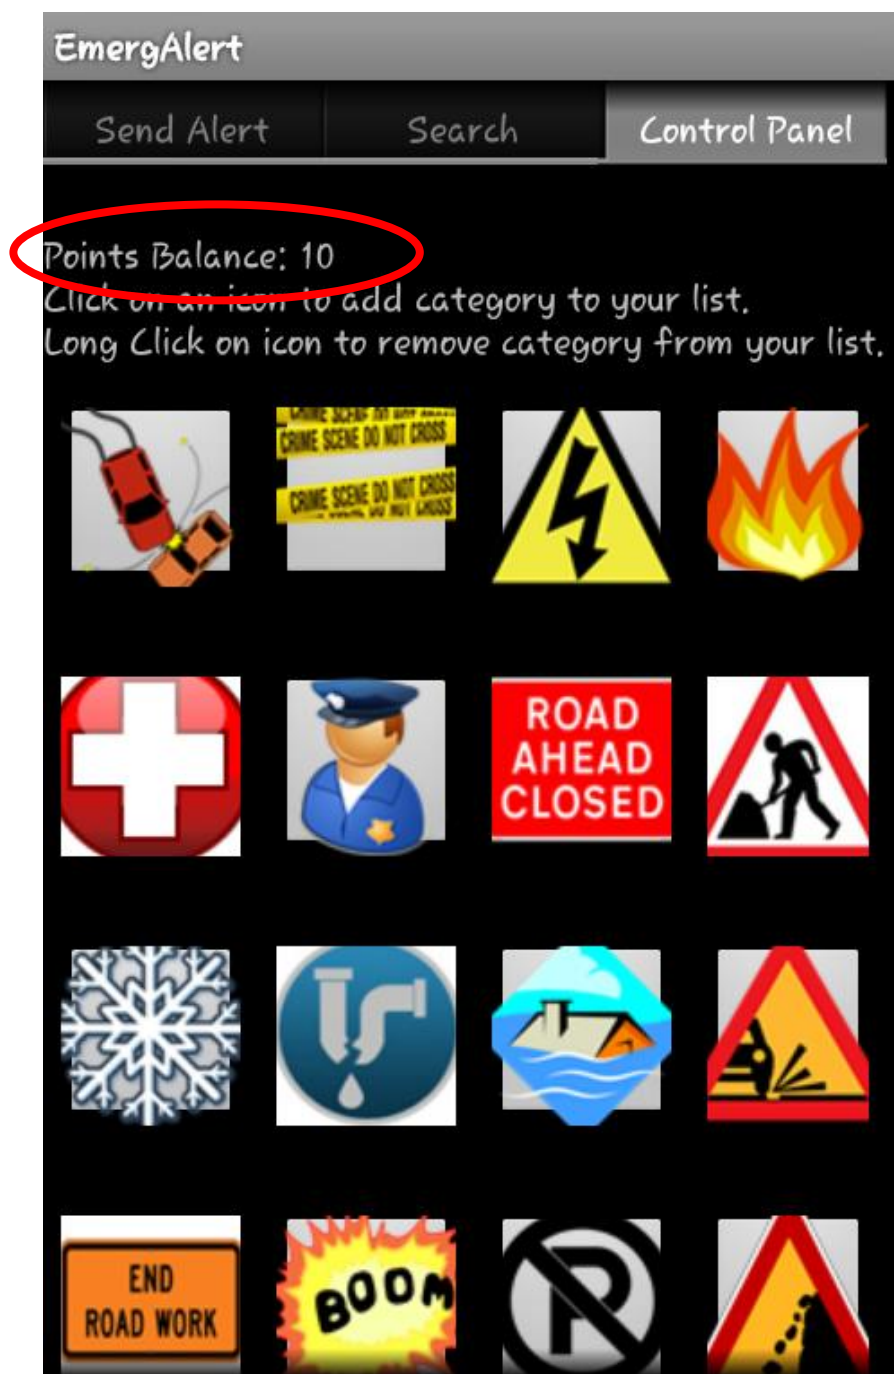 EmergAlert
Send Alert Search Control Panel
Points Balance: 10
Click on an icon to add category to your list.
Long Click on icon to remove category from your list.
CRIME SCENE DO NOT CROSS
CRIME SCENE DO NOT CROSS
ROAD
AHEAD
CLOSED
END
ROAD WORK
BOOM
P